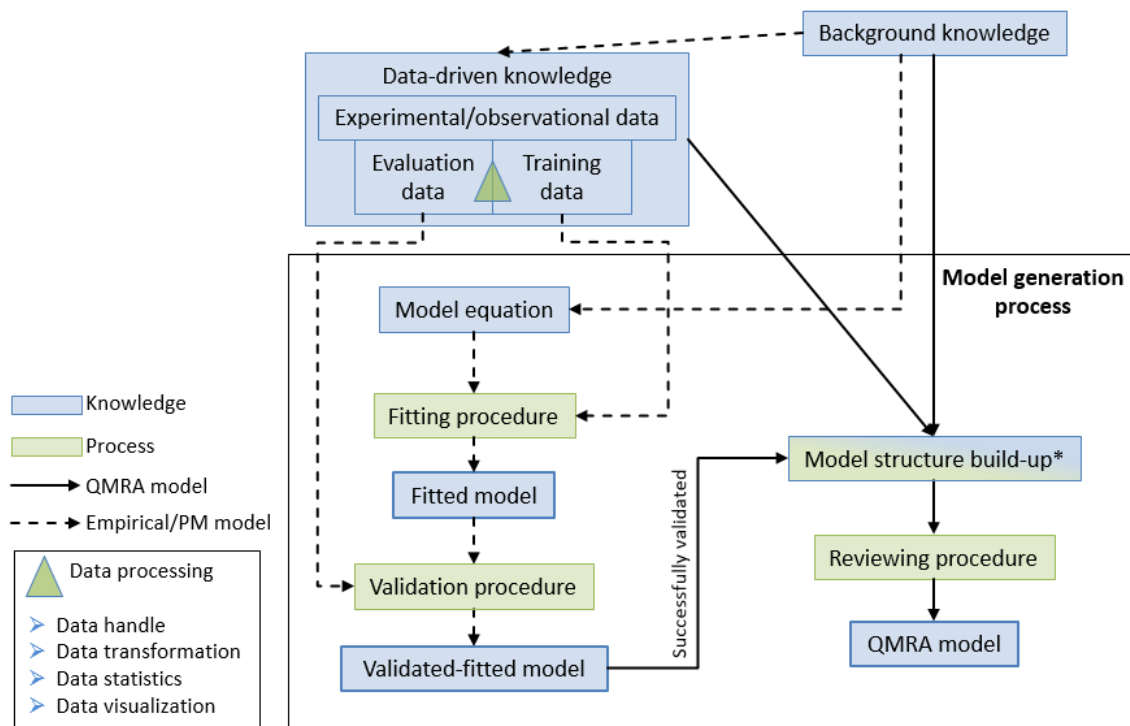 Background knowledge
Data-driven knowledge
Experimental/observational data
Evaluation
data
Training
data
Model generation
process
Model equation
Fitting procedure
Fitted model
Validation procedure
Validated-fitted model
Successfully validated
Model structure build-up*
Reviewing procedure
QMRA model
Knowledge
Process
QMRA model
Empirical/PM model
Data processing
Data handle
Data transformation
Data statistics
Data visualization